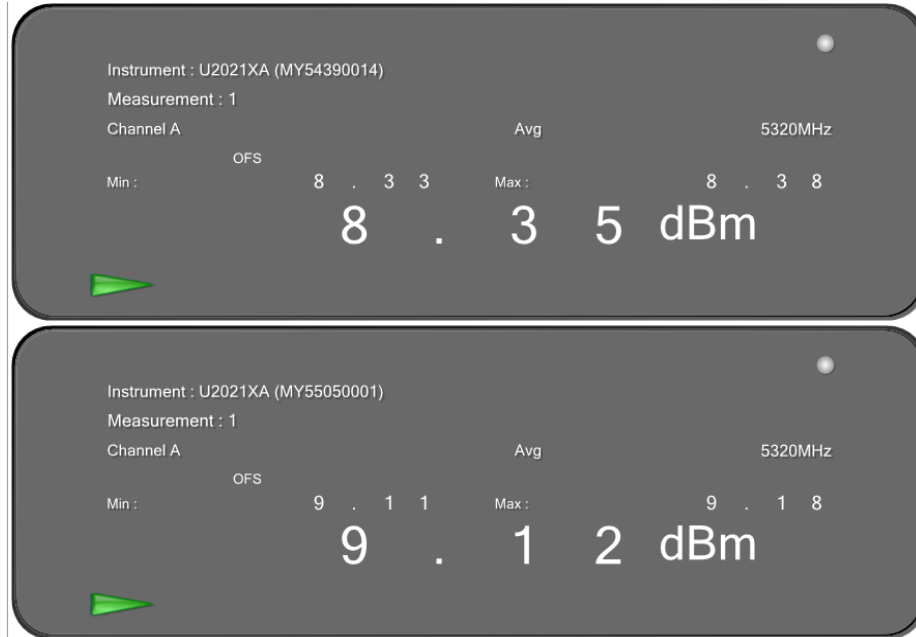 Instrument : U2021XA (MY54390014)
Measurement : 1
Channel A Avg 5320MHz
OFS
Min : 8 . 3 3 Max : 8 . 3 8
8 . 3 5 dBm
Instrument : U2021XA (MY55050001)
Measurement : 1
Channel A Avg 5320MHz
OFS
Min : 9 . 1 1 Max : 9 . 1 8
9 . 1 2 dBm